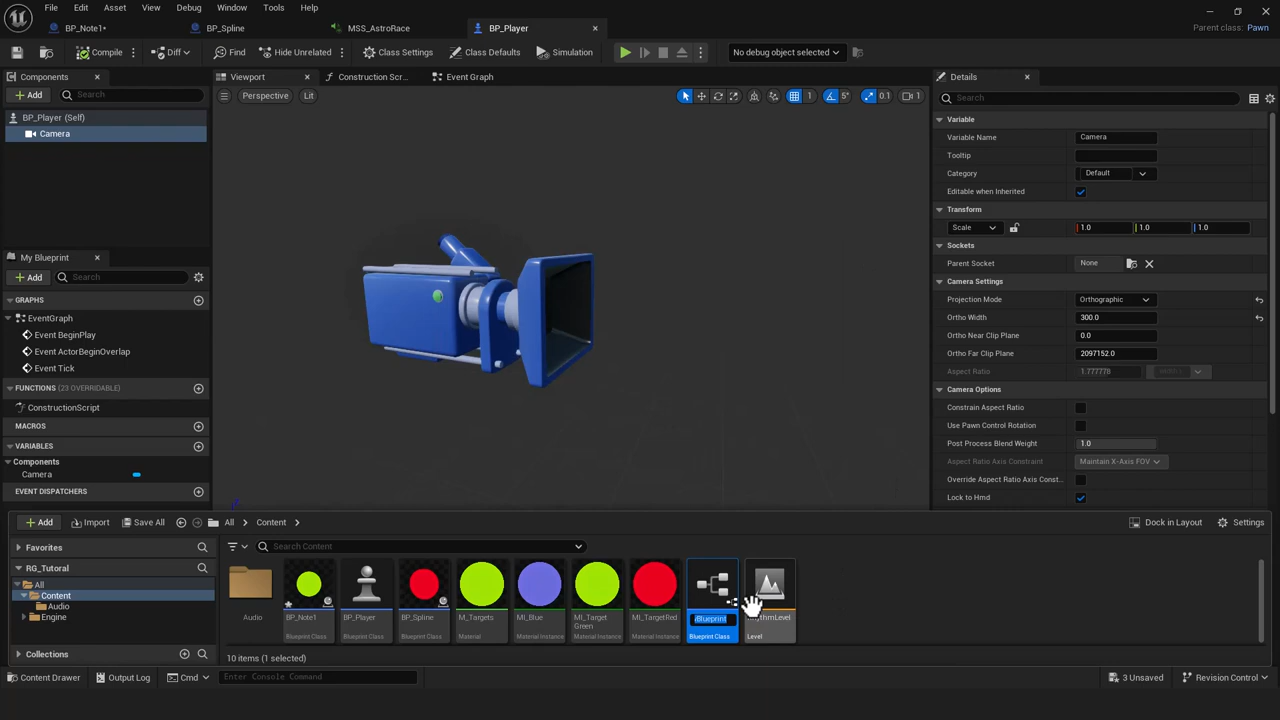 File Edit Asset View Debug Window Tools Help
BP_Note1* BP_Spline MSS_AstroRace BP_Player
Parent class: Pawn
Compile Diff Find Hide Unrelated Class Settings Class Defaults Simulation No debug object selected
Components Viewport Construction Scr... Event Graph Details
Add Search Perspective Lit 1 5° 0.1 1 Search
BP_Player (Self)
Camera
Variable
Variable Name Camera
Tooltip
Category Default
Editable when Inherited
Transform
Scale 1.0 1.0 1.0
Sockets
Parent Socket None
Camera Settings
Projection Mode Orthographic
Ortho Width 300.0
Ortho Near Clip Plane 0.0
Ortho Far Clip Plane 2097152.0
Aspect Ratio 1.777778
Camera Options
Constrain Aspect Ratio
Use Pawn Control Rotation
Post Process Blend Weight 1.0
Aspect Ratio Axis Constraint Maintain X-Axis FOV
Override Aspect Ratio Axis Const...
Lock to Hmd
My Blueprint
Add Search
GRAPHS
EventGraph
Event BeginPlay
Event ActorBeginOverlap
Event Tick
FUNCTIONS (23 OVERRIDABLE)
ConstructionScript
MACROS
VARIABLES
Components
Camera
EVENT DISPATCHERS
Add Import Save All All Content Dock in Layout Settings
Favorites Search Content
RG_Tutorial
All
Content
Audio
Engine
Collections
Audio
BP_Note1
Blueprint Class
BP_Player
Blueprint Class
BP_Spline
Blueprint Class
M_Targets
Material
MI_Blue
Material Instance
MI_Target
Green
Material Instance
MI_TargetRed
Material Instance
Blueprint
Blueprint Class
RhythmLevel
Level
10 items (1 selected)
Content Drawer Output Log Cmd Enter Console Command 3 Unsaved Revision Control